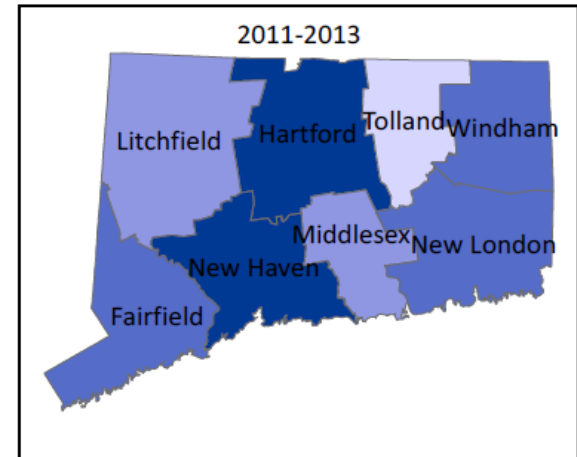 2011-2013
Litchfield
Hartford
Tolland
Windham
Middlesex
New London
New Haven
Fairfield